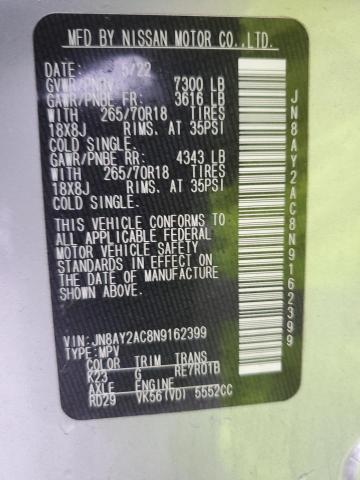 MFD BY NISSAN MOTOR CO.,LTD.
DATE: 5/22
GVWR/PNBV 7300 LB
GAWR/PNBE FR: 3616 LB
WITH 265/70R18 TIRES
18X8J RIMS. AT 35PSI
COLD SINGLE.
GAWR/PNBE RR: 4343 LB
WITH 265/70R18 TIRES
18X8J RIMS. AT 35PSI
COLD SINGLE.
THIS VEHICLE CONFORMS TO
ALL APPLICABLE FEDERAL
MOTOR VEHICLE SAFETY
STANDARDS IN EFFECT ON
THE DATE OF MANUFACTURE
SHOWN ABOVE.
VIN: JN8AY2AC8N9162399
TYPE: MPV
COLOR TRIM TRANS
K23 G RE7R01B
AXLE ENGINE
RD29 VK56(VD) 5552CC
JN8AY2AC8N9162399